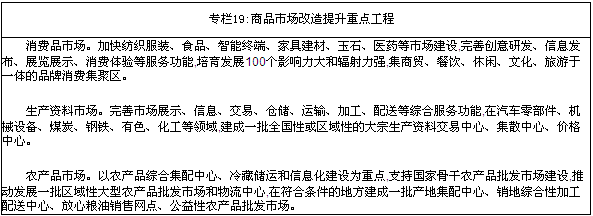 专栏19:商品市场改造提升重点工程
消费品市场。加快纺织服装、食品、智能终端、家具建材、玉石、医药等市场建设,完善创意研发、信息发
布、展览展示、消费体验等服务功能,培育发展100个影响力大和辐射力强,集商贸、餐饮、休闲、文化、旅游于
一体的品牌消费集聚区。
生产资料市场。完善市场展示、信息、交易、仓储、运输、加工、配送等综合服务功能,在汽车零部件、机
械设备、煤炭、钢铁、有色、化工等领域,建成一批全国性或区域性的大宗生产资料交易中心、集散中心、价格
中心。
农产品市场。以农产品综合集配中心、冷藏储运和信息化建设为重点,支持国家骨干农产品批发市场建设,推
动发展一批区域性大型农产品批发市场和物流中心,在符合条件的地方建成一批产地集配中心、销地综合性加工
配送中心、放心粮油销售网点、公益性农产品批发市场。